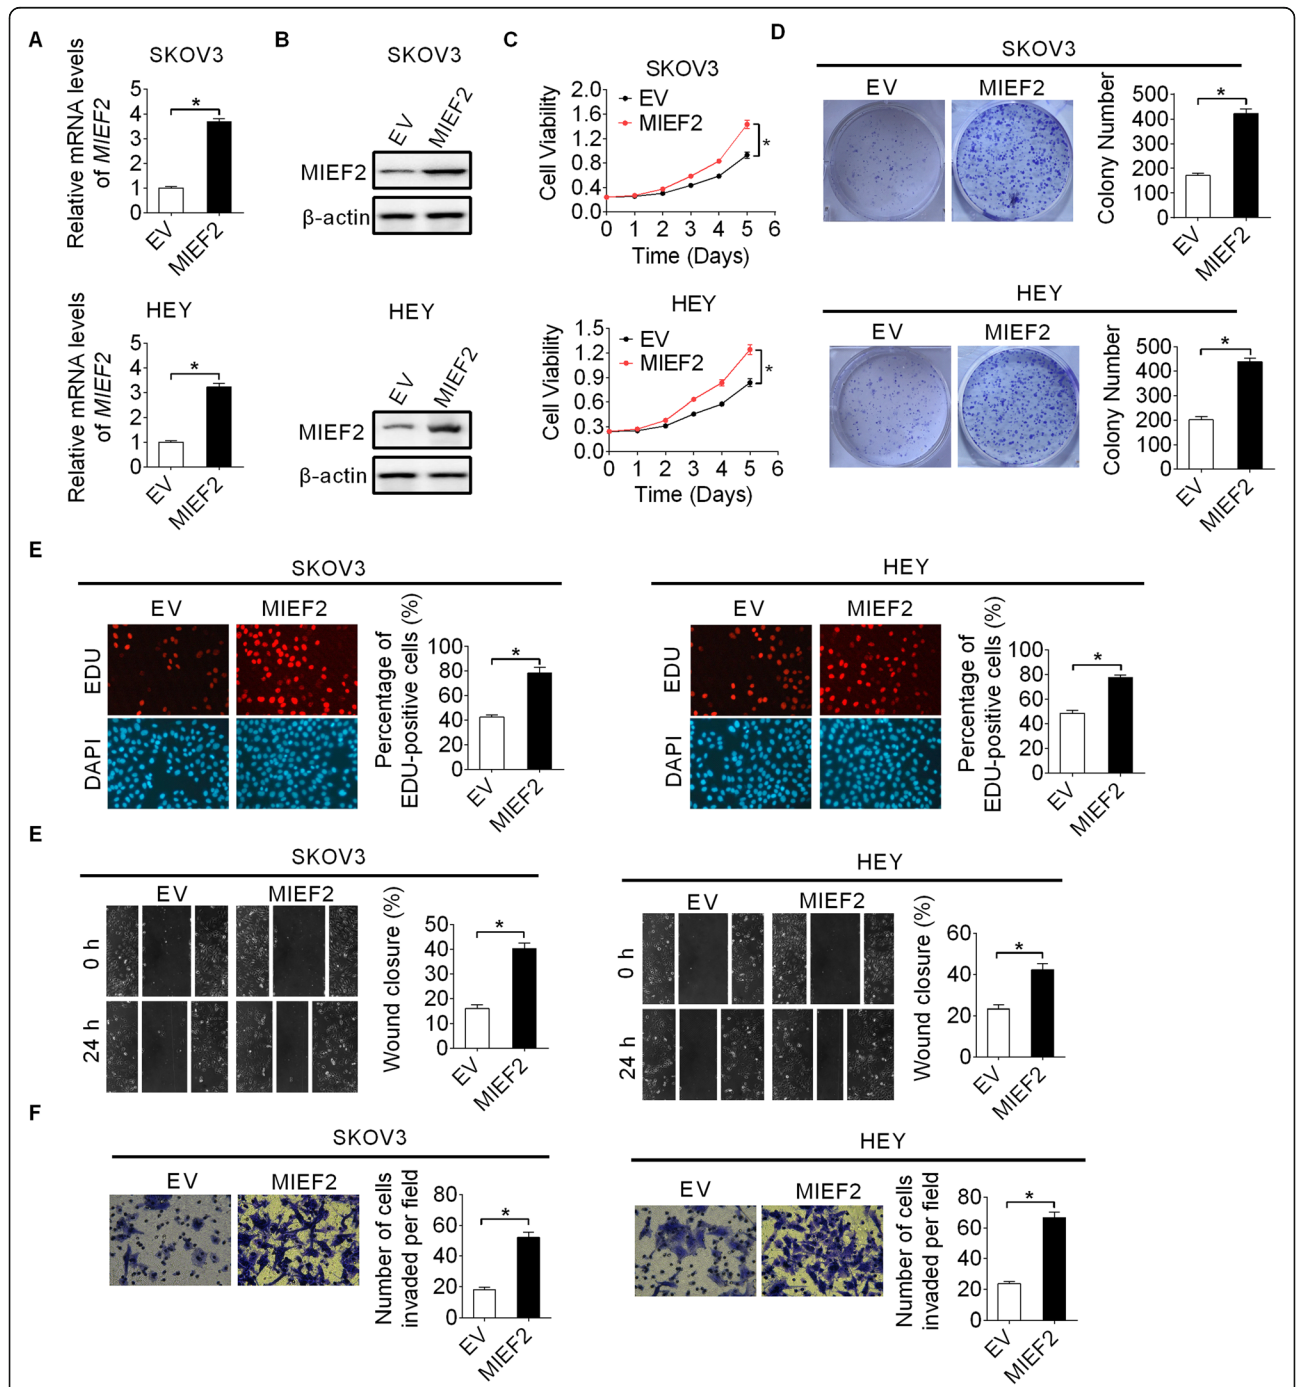 A
SKOV3
Relative mRNA levels
of MIEF2
5
4
3
2
1
0
*
EV
MIEF2
HEY
Relative mRNA levels
of MIEF2
5
4
3
2
1
0
*
EV
MIEF2
B
SKOV3
EV
MIEF2
MIEF2
β-actin
HEY
EV
MIEF2
MIEF2
β-actin
C
SKOV3
Cell Viability
2.0
1.6
1.2
0.8
0.4
0.0
EV
MIEF2
*
0 1 2 3 4 5 6
Time (Days)
HEY
Cell Viability
1.5
1.2
0.9
0.6
0.3
0.0
EV
MIEF2
*
0 1 2 3 4 5 6
Time (Days)
D
SKOV3
EV
MIEF2
Colony Number
500
400
300
200
100
0
*
EV
MIEF2
HEY
EV
MIEF2
Colony Number
500
400
300
200
100
0
*
EV
MIEF2
E
SKOV3
EV
MIEF2
EDU
DAPI
Percentage of
EDU-positive cells (%)
100
80
60
40
20
0
*
EV
MIEF2
HEY
EV
MIEF2
EDU
DAPI
Percentage of
EDU-positive cells (%)
100
80
60
40
20
0
*
EV
MIEF2
E
SKOV3
EV
MIEF2
0 h
24 h
Wound closure (%)
50
40
30
20
10
0
*
EV
MIEF2
HEY
EV
MIEF2
0 h
24 h
Wound closure (%)
60
40
20
0
*
EV
MIEF2
F
SKOV3
EV
MIEF2
Number of cells
invaded per field
80
60
40
20
0
*
EV
MIEF2
HEY
EV
MIEF2
Number of cells
invaded per field
80
60
40
20
0
*
EV
MIEF2